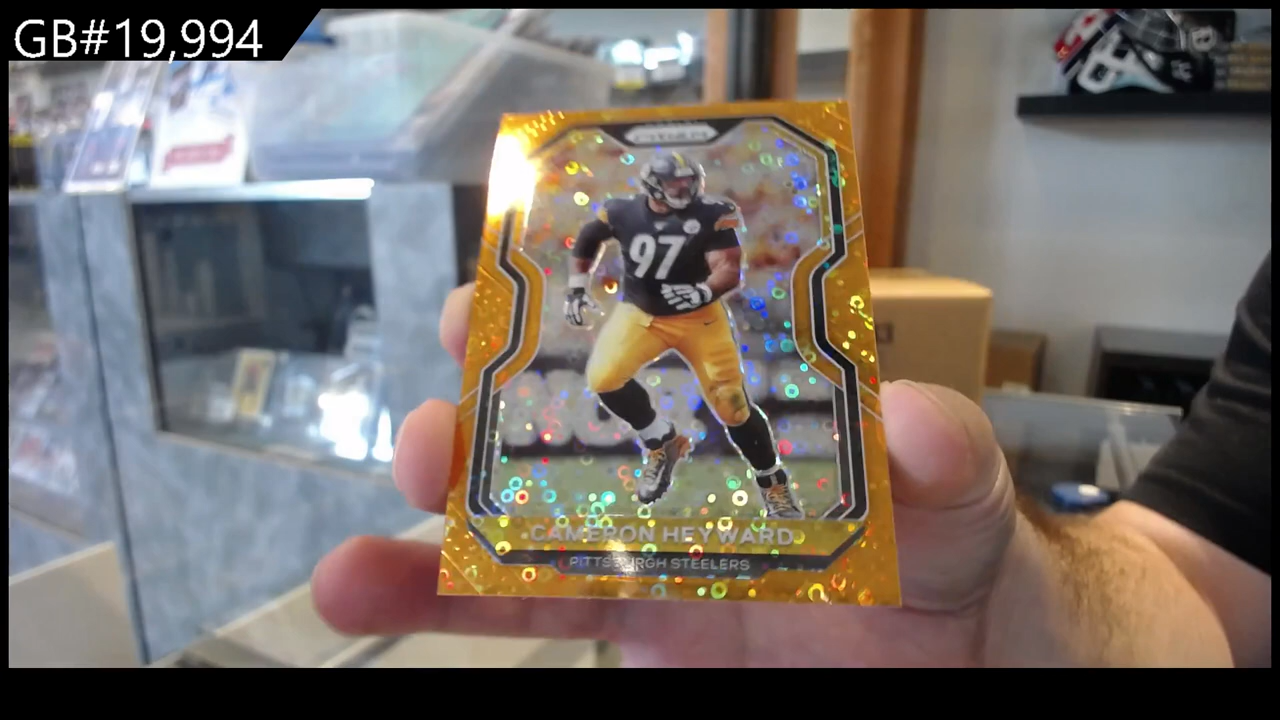 GB#19,994
PRIZM
97
CAMERON HEYWARD
PITTSBURGH STEELERS